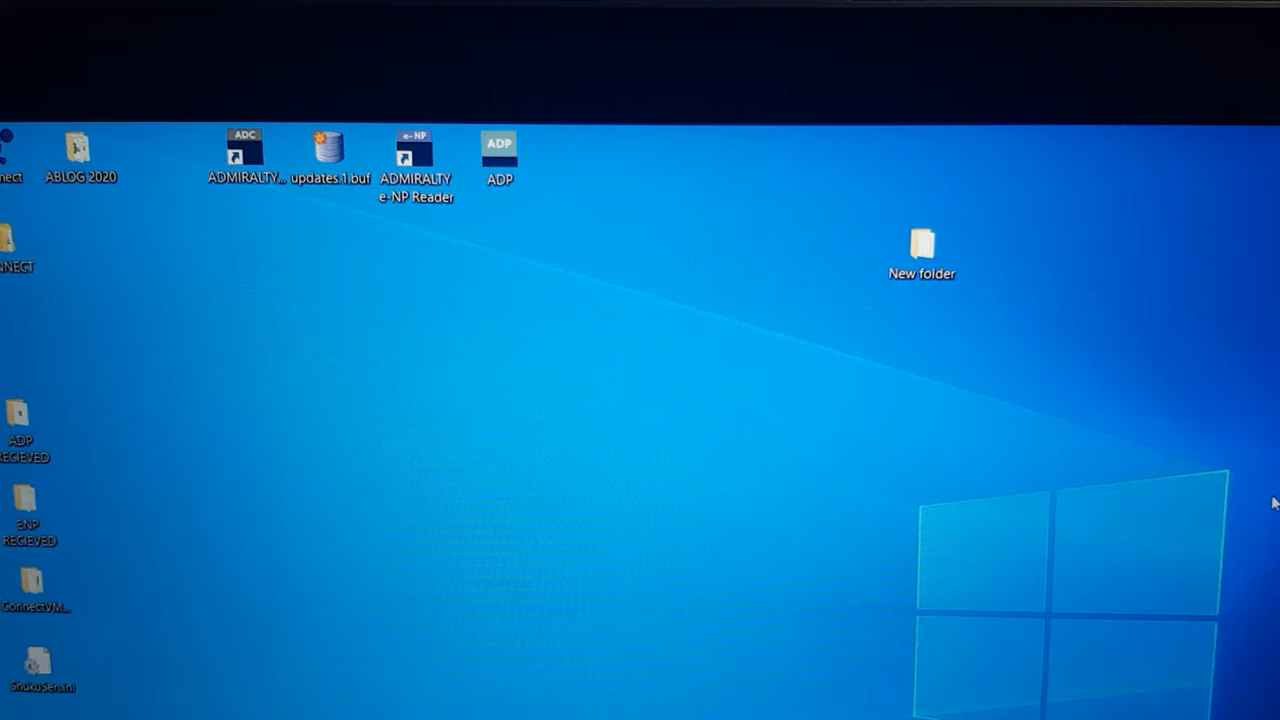 nect
ABLOG 2020
ADC
ADMIRALTY...
updates.1.buf
e-NP
ADMIRALTY
e-NP Reader
ADP
ADP
NNECT
New folder
ADP
RECIEVED
ENP
RECIEVED
ConnectVM...